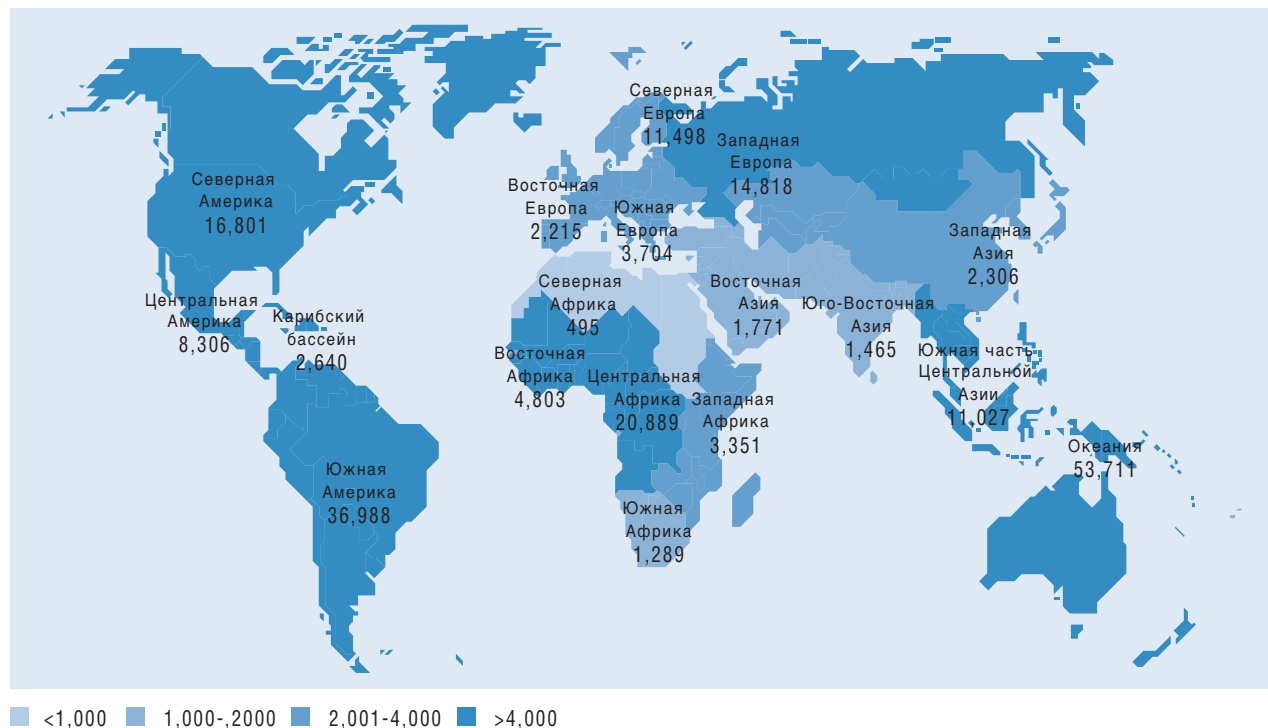 Северная
Европа
11,498
Западная
Европа
14,818
Северная
Америка
16,801
Восточная
Европа
2,215
Южная
Европа
3,704
Западная
Азия
2,306
Центральная
Америка
8,306
Карибский
бассейн
2,640
Северная
Африка
495
Восточная
Азия
1,771
Юго-Восточная
Азия
1,465
Восточная
Африка
4,803
Центральная
Африка
20,889
Западная
Африка
3,351
Южная часть
Центральной
Азии
11,027
Океания
53,711
Южная
Америка
36,988
Южная
Африка
1,289
<1,000 1,000-,2000 2,001-4,000 >4,000